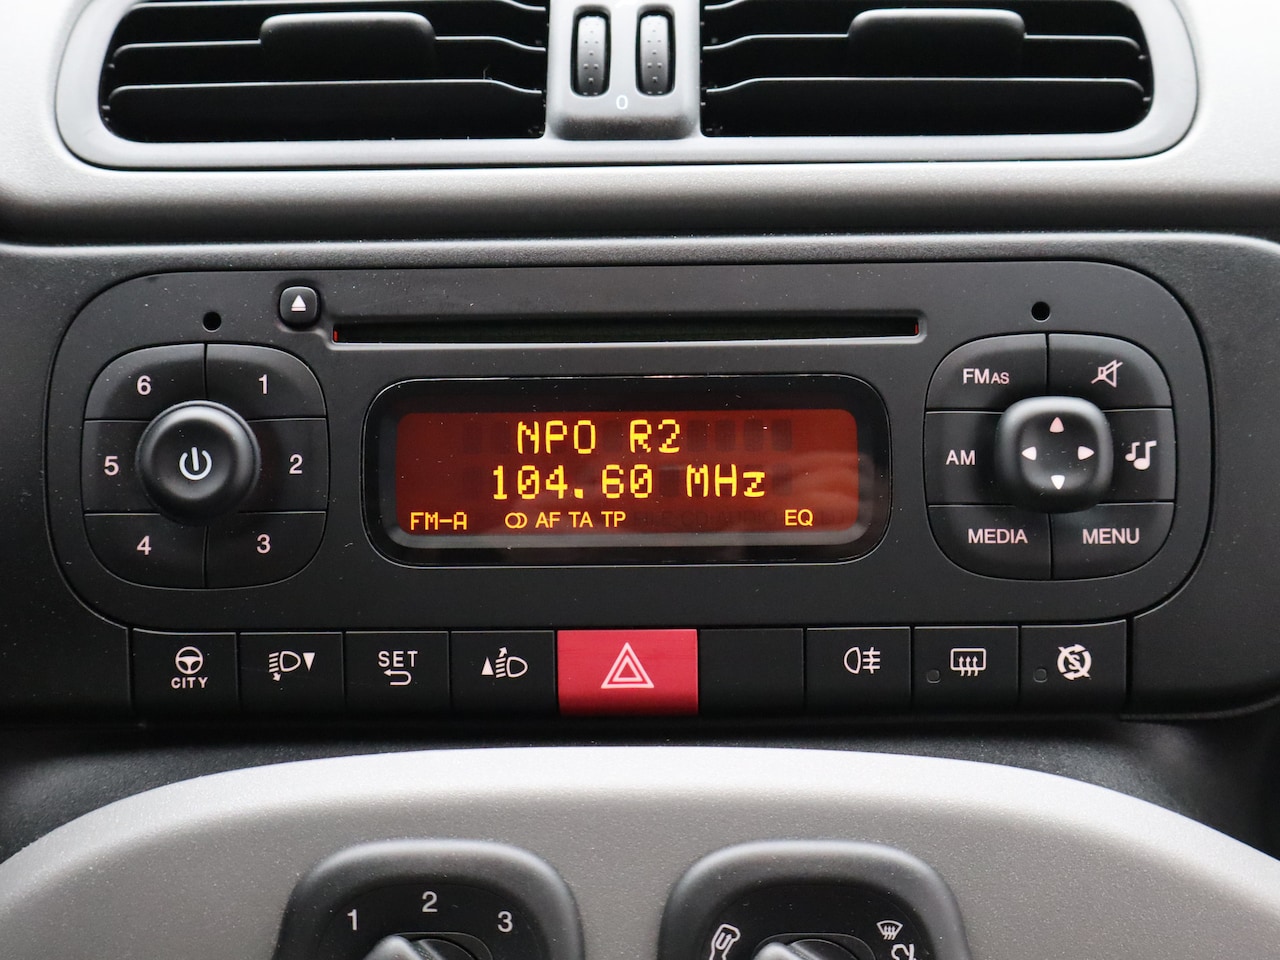 0
6 1
5 2
4 3
NPO R2
104.60 MHz
FM-A AF TA TP EQ
FMAS
AM
MEDIA MENU
CITY
SET
1 2 3